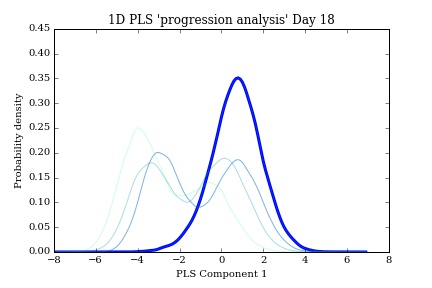 1D PLS 'progression analysis' Day 18
0.45
0.40
0.35
0.30
0.25
0.20
0.15
0.10
0.05
0.00
Probability density
−8 −6 −4 −2 0 2 4 6 8
PLS Component 1